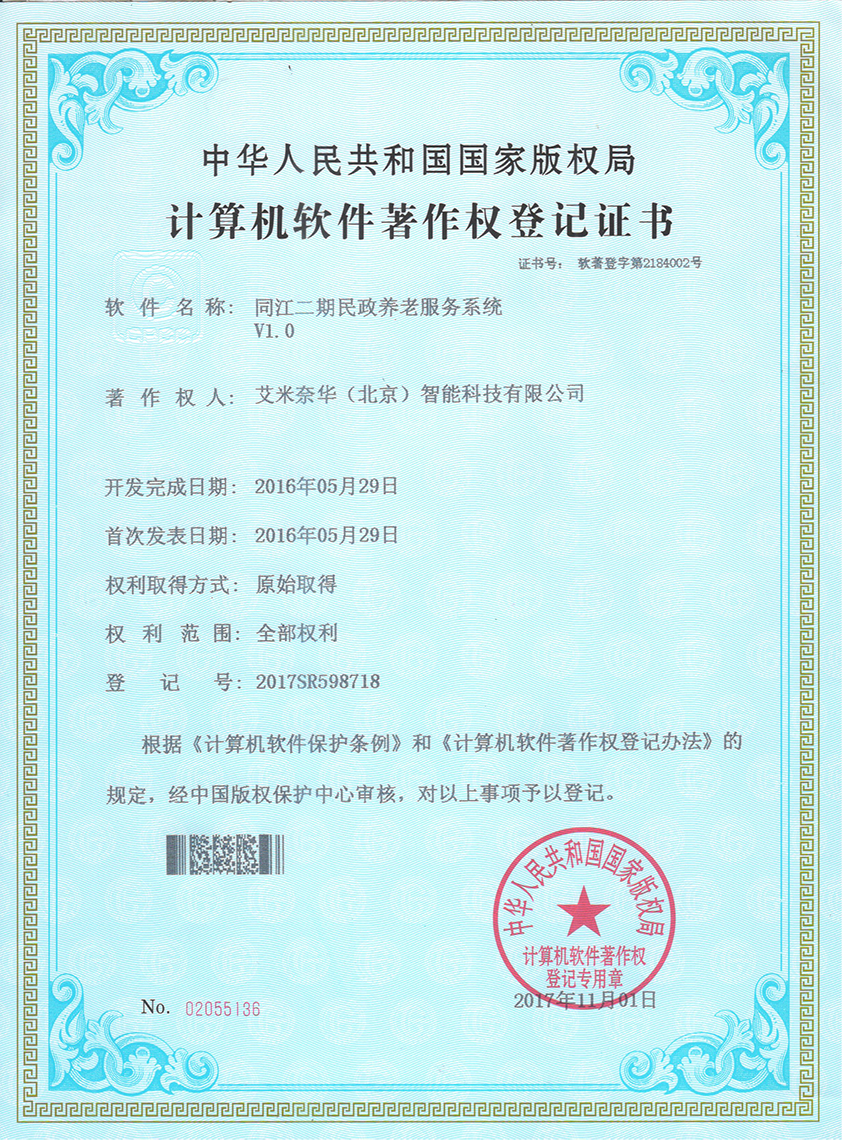 中华人民共和国国家版权局
计算机软件著作权登记证书
证书号： 软著登字第2184002号
CPCC
软件名称： 同江二期民政养老服务系统
V1.0
著作权人： 艾米奈华（北京）智能科技有限公司
开发完成日期： 2016年05月29日
首次发表日期： 2016年05月29日
权利取得方式： 原始取得
权利范围： 全部权利
登记号： 2017SR598718
根据《计算机软件保护条例》和《计算机软件著作权登记办法》的
规定，经中国版权保护中心审核，对以上事项予以登记。
中华人民共和国国家版权局
计算机软件著作权
登记专用章
2017年11月01日
No. 02055136